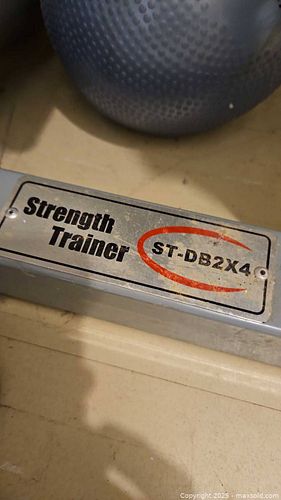 Strength
Trainer
ST-DB2X4
Copyright 2025 - maxsold.com